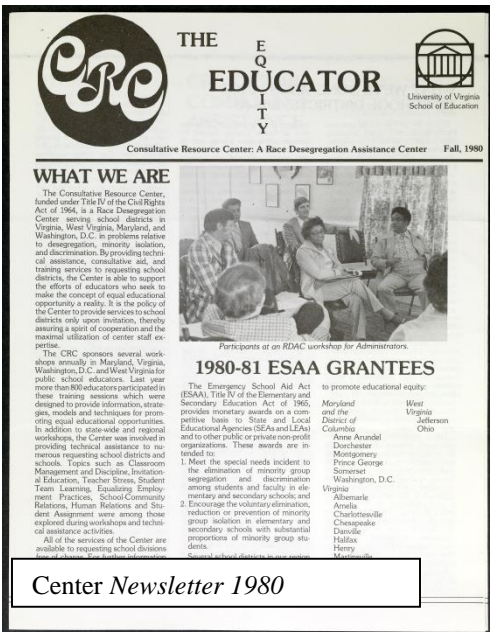 CRC
THE
EQUITY
EDUCATOR
University of Virginia
School of Education
Consultative Resource Center: A Race Desegregation Assistance Center Fall, 1980
WHAT WE ARE
The Consultative Resource Center,
funded under Title IV of the Civil Rights
Act of 1964, is a Race Desegregation
Center serving school districts in
Virginia, West Virginia, Maryland, and
Washington, D.C. in problems relative
to desegregation, minority isolation,
and discrimination. By providing techni-
cal assistance, consultative aid, and
training services to requesting school
districts, the Center is able to support
the efforts of educators who seek to
make the concept of equal educational
opportunity a reality. It is the policy of
the Center to provide services to school
districts only upon invitation, thereby
assuring a spirit of cooperation and the
maximal utilization of center staff ex-
pertise.
The CRC sponsors several work-
shops annually in Maryland, Virginia,
Washington, D.C. and West Virginia for
public school educators. Last year
more than 800 educators participated in
these training sessions which were
designed to provide information, strate-
gies, models and techniques for prom-
oting equal educational opportunities.
In addition to state-wide and regional
workshops, the Center was involved in
providing technical assistance to nu-
merous requesting school districts and
schools. Topics such as Classroom
Management and Discipline, Invitation-
al Education, Teacher Stress, Student
Team Learning, Equalizing Employ-
ment Practices, School-Community
Relations, Human Relations and Stu-
dent Assignment were among those
explored during workshops and techni-
cal assistance activities.
All of the services of the Center are
available to requesting school divisions
free of charge. For further information
Participants at an RDAC workshop for Administrators.
1980-81 ESAA GRANTEES
The Emergency School Aid Act
(ESAA), Title IV of the Elementary and
Secondary Education Act of 1965,
provides monetary awards on a com-
petitive basis to State and Local
Educational Agencies (SEAs and LEAs)
and to other public or private non-profit
organizations. These awards are in-
tended to:
1. Meet the special needs incident to
the elimination of minority group
segregation and discrimination
among students and faculty in ele-
mentary and secondary schools; and
2. Encourage the voluntary elimination,
reduction or prevention of minority
group isolation in elementary and
secondary schools with substantial
proportions of minority group stu-
dents.
Several school districts in our region
to promote educational equity:
Maryland
and the
District of
Columbia
Anne Arundel
Dorchester
Montgomery
Prince George
Somerset
Washington, D.C.
Virginia
Albemarle
Amelia
Charlottesville
Chesapeake
Danville
Halifax
Henry
Martinsville
West
Virginia
Jefferson
Ohio
Center Newsletter 1980